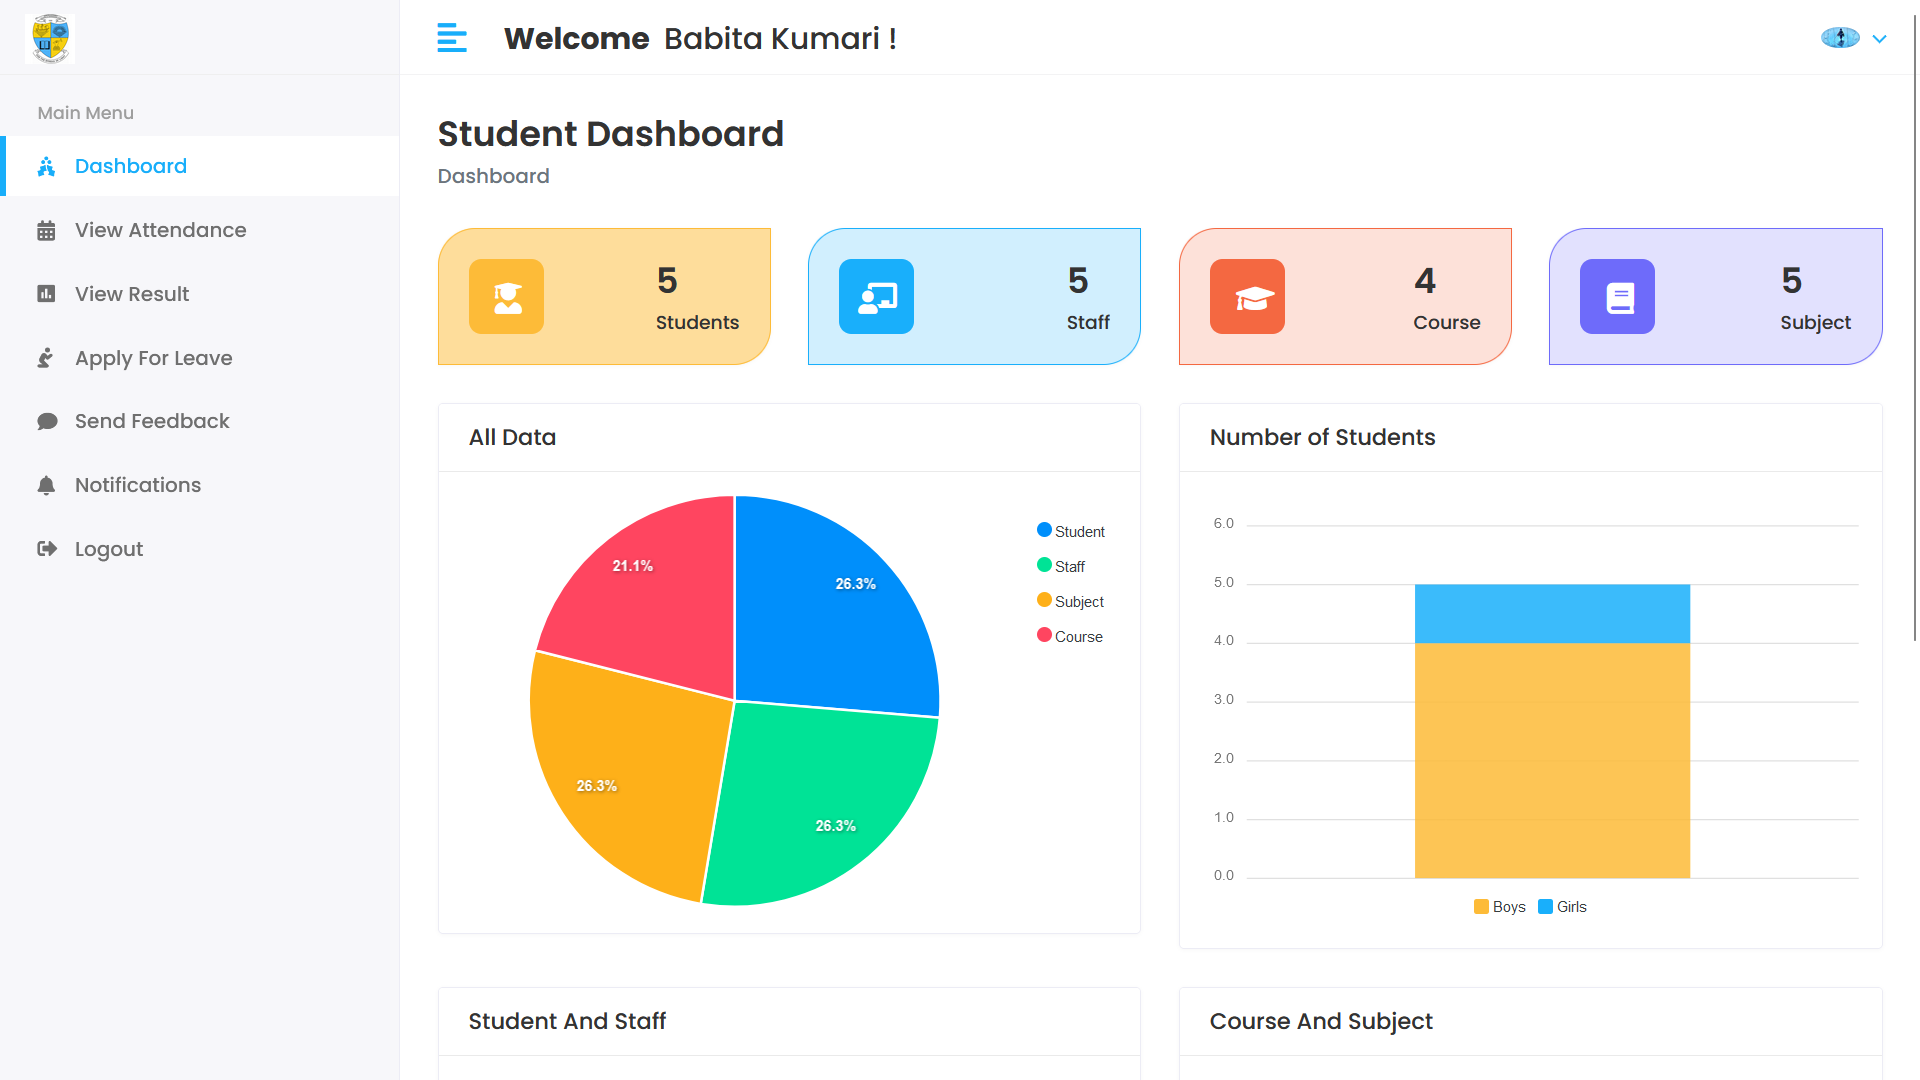 Welcome Babita Kumari !
Main Menu
Dashboard
View Attendance
View Result
Apply For Leave
Send Feedback
Notifications
Logout
Student Dashboard
Dashboard
5
Students
5
Staff
4
Course
5
Subject
All Data
21.1%
26.3%
26.3%
26.3%
Student
Staff
Subject
Course
Number of Students
6.0
5.0
4.0
3.0
2.0
1.0
0.0
Boys Girls
Student And Staff
Course And Subject